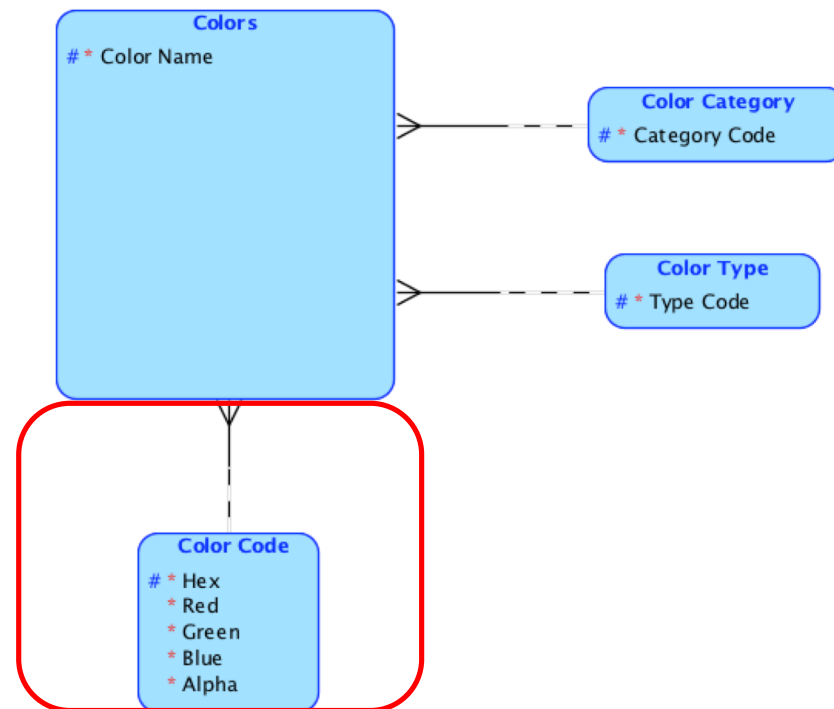 Colors
# * Color Name
Color Category
# * Category Code
Color Type
# * Type Code
Color Code
# * Hex
* Red
* Green
* Blue
* Alpha